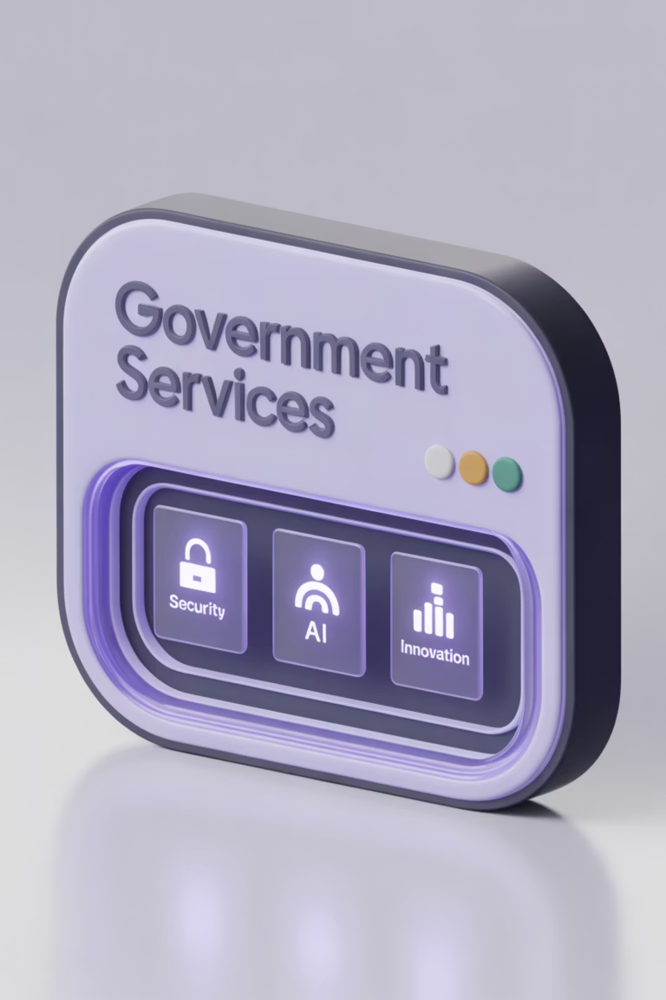 Government
Services
Security
AI
Innovation